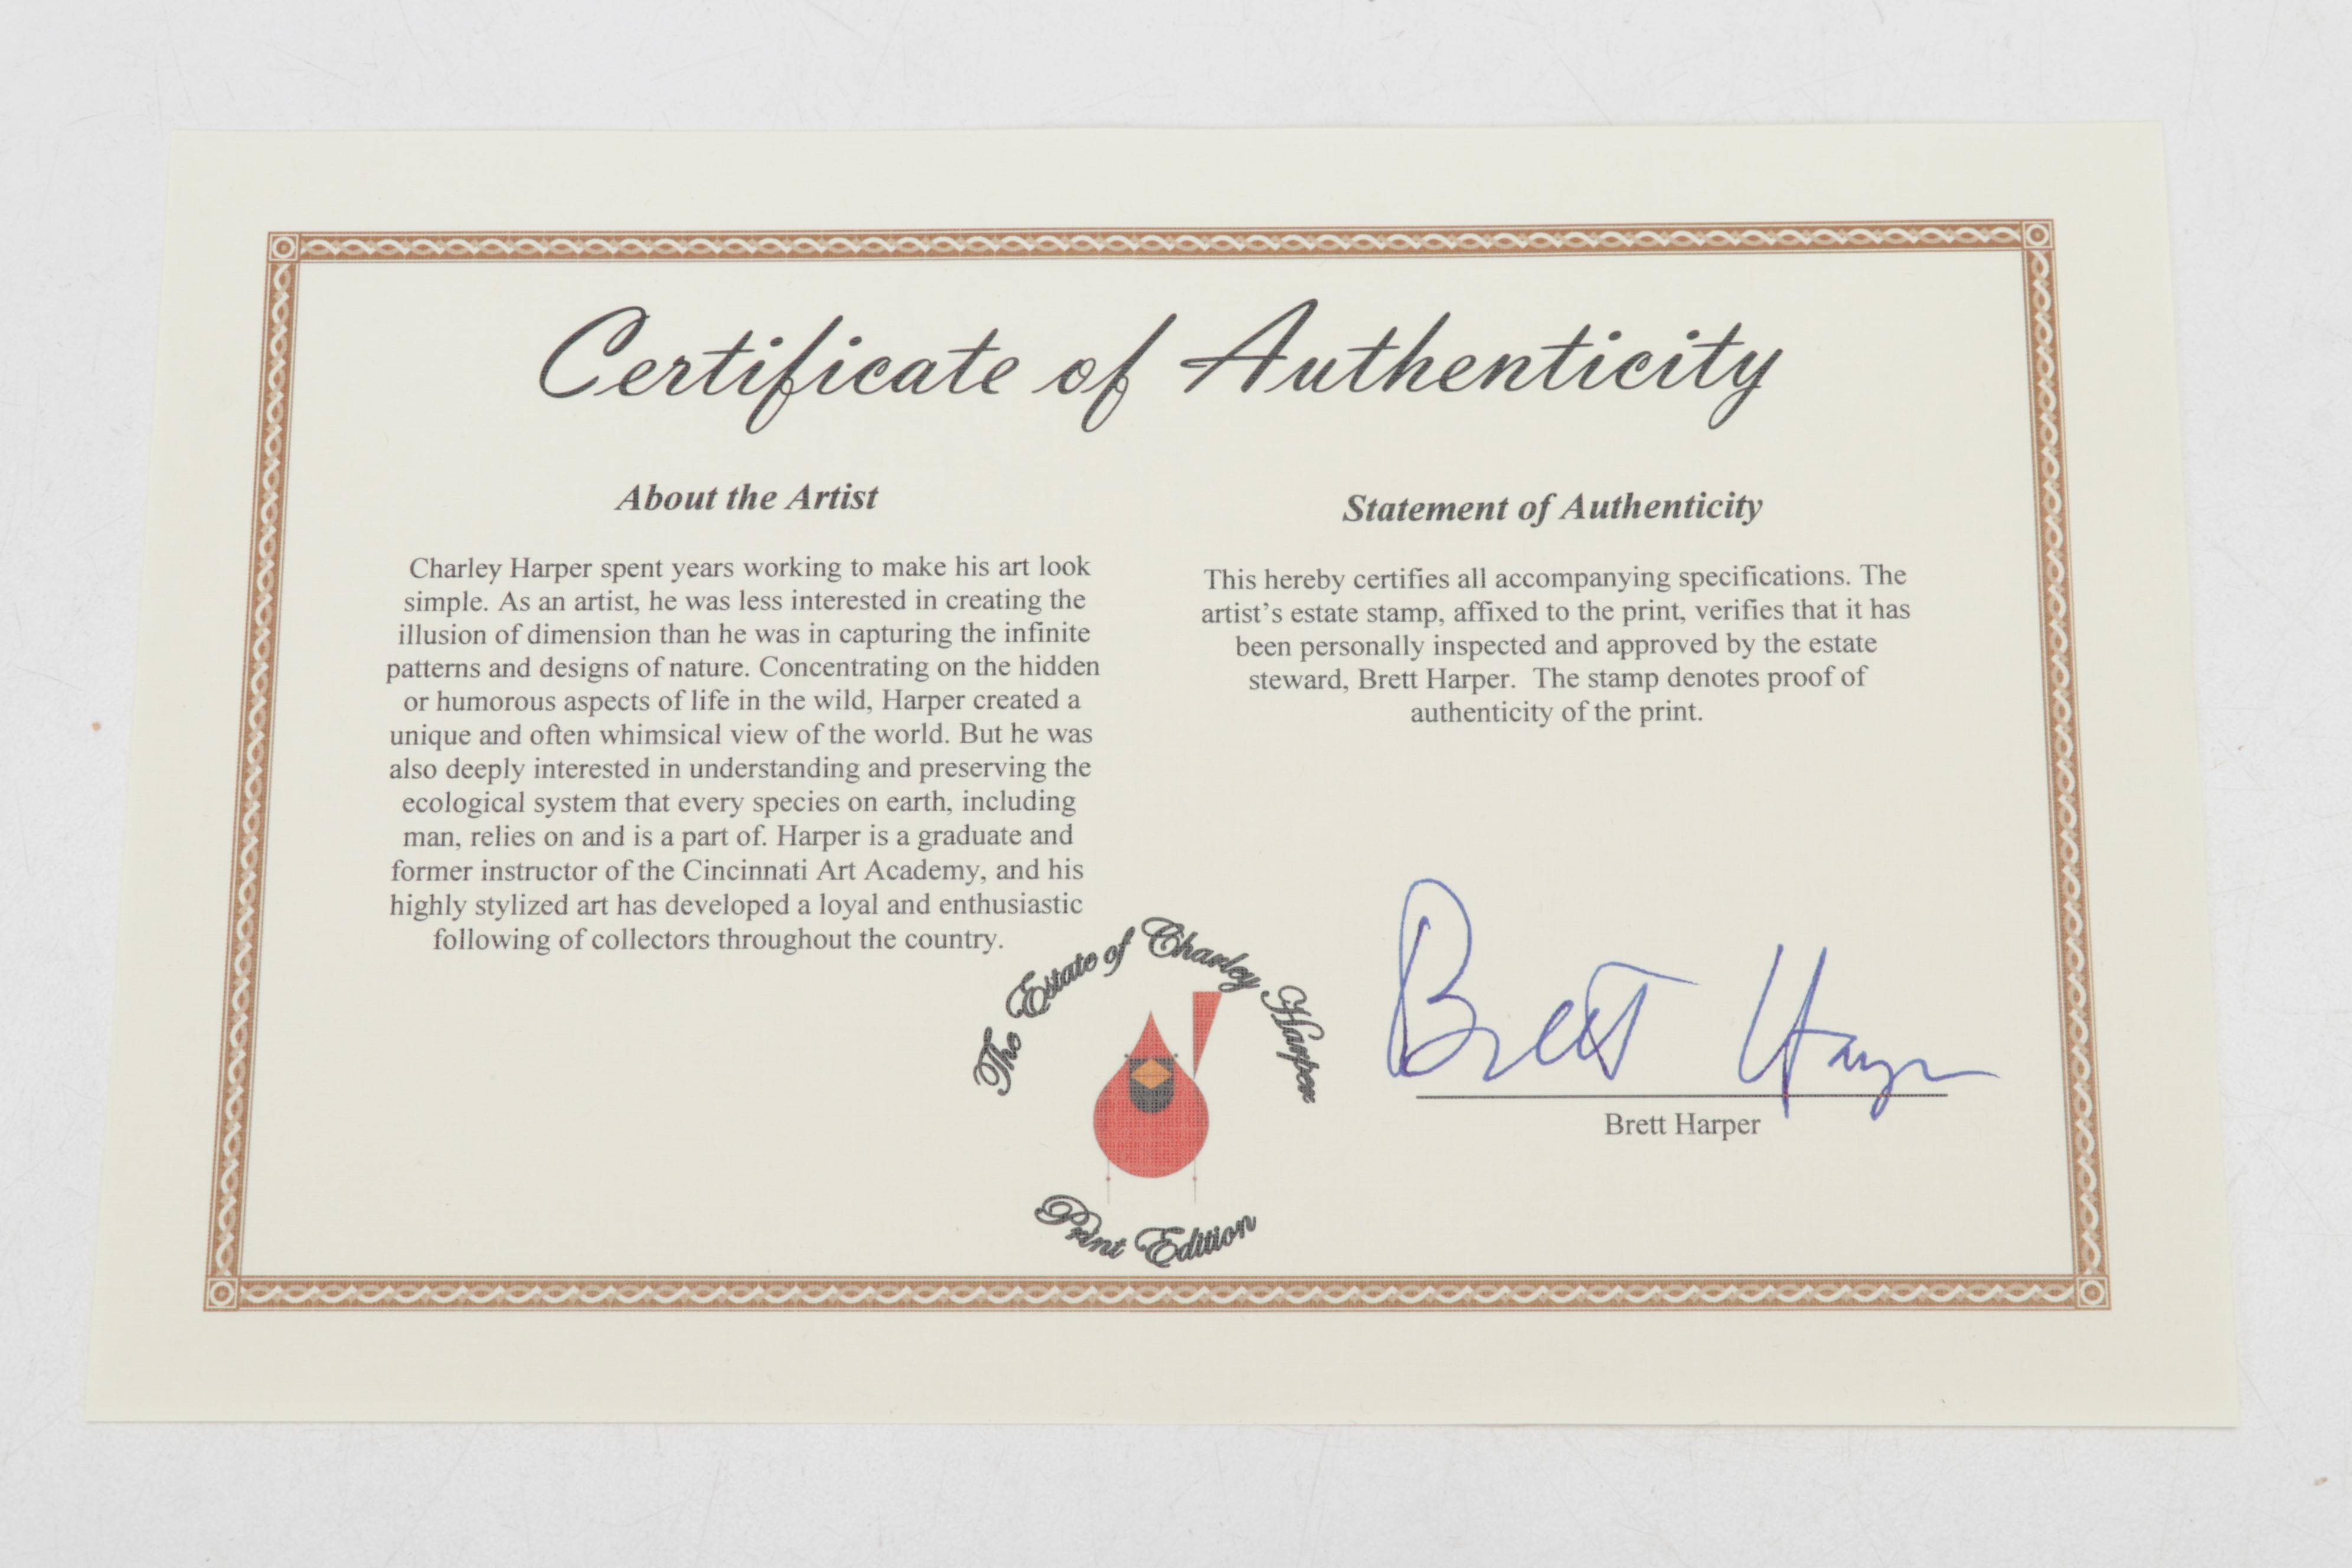 Certificate of Authenticity
About the Artist
Charley Harper spent years working to make his art look
simple. As an artist, he was less interested in creating the
illusion of dimension than he was in capturing the infinite
patterns and designs of nature. Concentrating on the hidden
or humorous aspects of life in the wild, Harper created a
unique and often whimsical view of the world. But he was
also deeply interested in understanding and preserving the
ecological system that every species on earth, including
man, relies on and is a part of. Harper is a graduate and
former instructor of the Cincinnati Art Academy, and his
highly stylized art has developed a loyal and enthusiastic
following of collectors throughout the country.
Statement of Authenticity
This hereby certifies all accompanying specifications. The
artist's estate stamp, affixed to the print, verifies that it has
been personally inspected and approved by the estate
steward, Brett Harper.  The stamp denotes proof of
authenticity of the print.
The Estate of Charley Harper
Print Edition
Brett Harper
Brett Harper